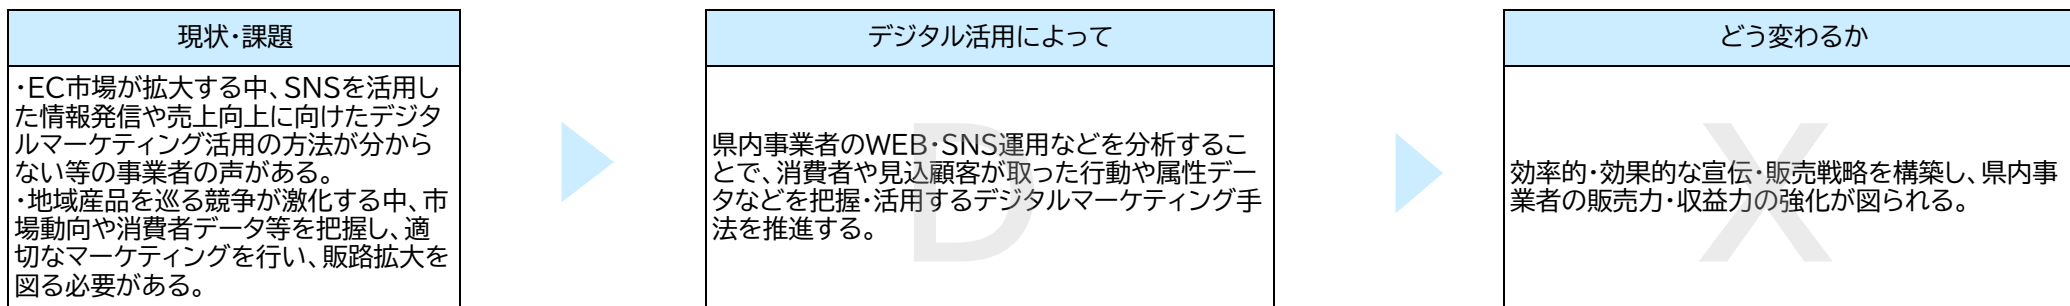 現状・課題
・EC市場が拡大する中、SNSを活用し
た情報発信や売上向上に向けたデジタ
ルマーケティング活用の方法が分から
ない等の事業者の声がある。
・地域産品を巡る競争が激化する中、市
場動向や消費者データ等を把握し、適
切なマーケティングを行い、販路拡大を
図る必要がある。
デジタル活用によって
県内事業者のWEB・SNS運用などを分析するこ
とで、消費者や見込顧客が取った行動や属性デー
タなどを把握・活用するデジタルマーケティング手
法を推進する。
D
どう変わるか
効率的・効果的な宣伝・販売戦略を構築し、県内事
業者の販売力・収益力の強化が図られる。
X